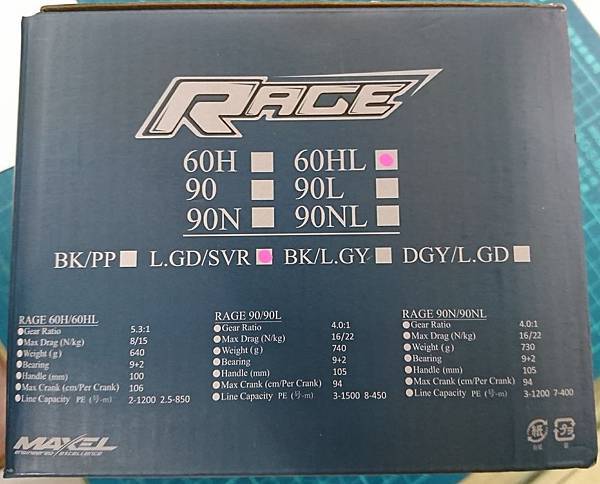 RAGE
60H 60HL
90 90L
90N 90NL
BK/PP L.GD/SVR BK/L.GY DGY/L.GD
RAGE 60H/60HL
Gear Ratio 5.3:1
Max Drag (N/kg) 8/15
Weight (g) 640
Bearing 9+2
Handle (mm) 100
Max Crank (cm/Per Crank) 106
Line Capacity PE (号-m) 2-1200 2.5-850
RAGE 90/90L
Gear Ratio 4.0:1
Max Drag (N/kg) 16/22
Weight (g) 740
Bearing 9+2
Handle (mm) 105
Max Crank (cm/Per Crank) 94
Line Capacity PE (号-m) 3-1500 8-450
RAGE 90N/90NL
Gear Ratio 4.0:1
Max Drag (N/kg) 16/22
Weight (g) 730
Bearing 9+2
Handle (mm) 105
Max Crank (cm/Per Crank) 94
Line Capacity PE (号-m) 3-1200 7-400
MAXEL
engineered excellence
紙
プラ